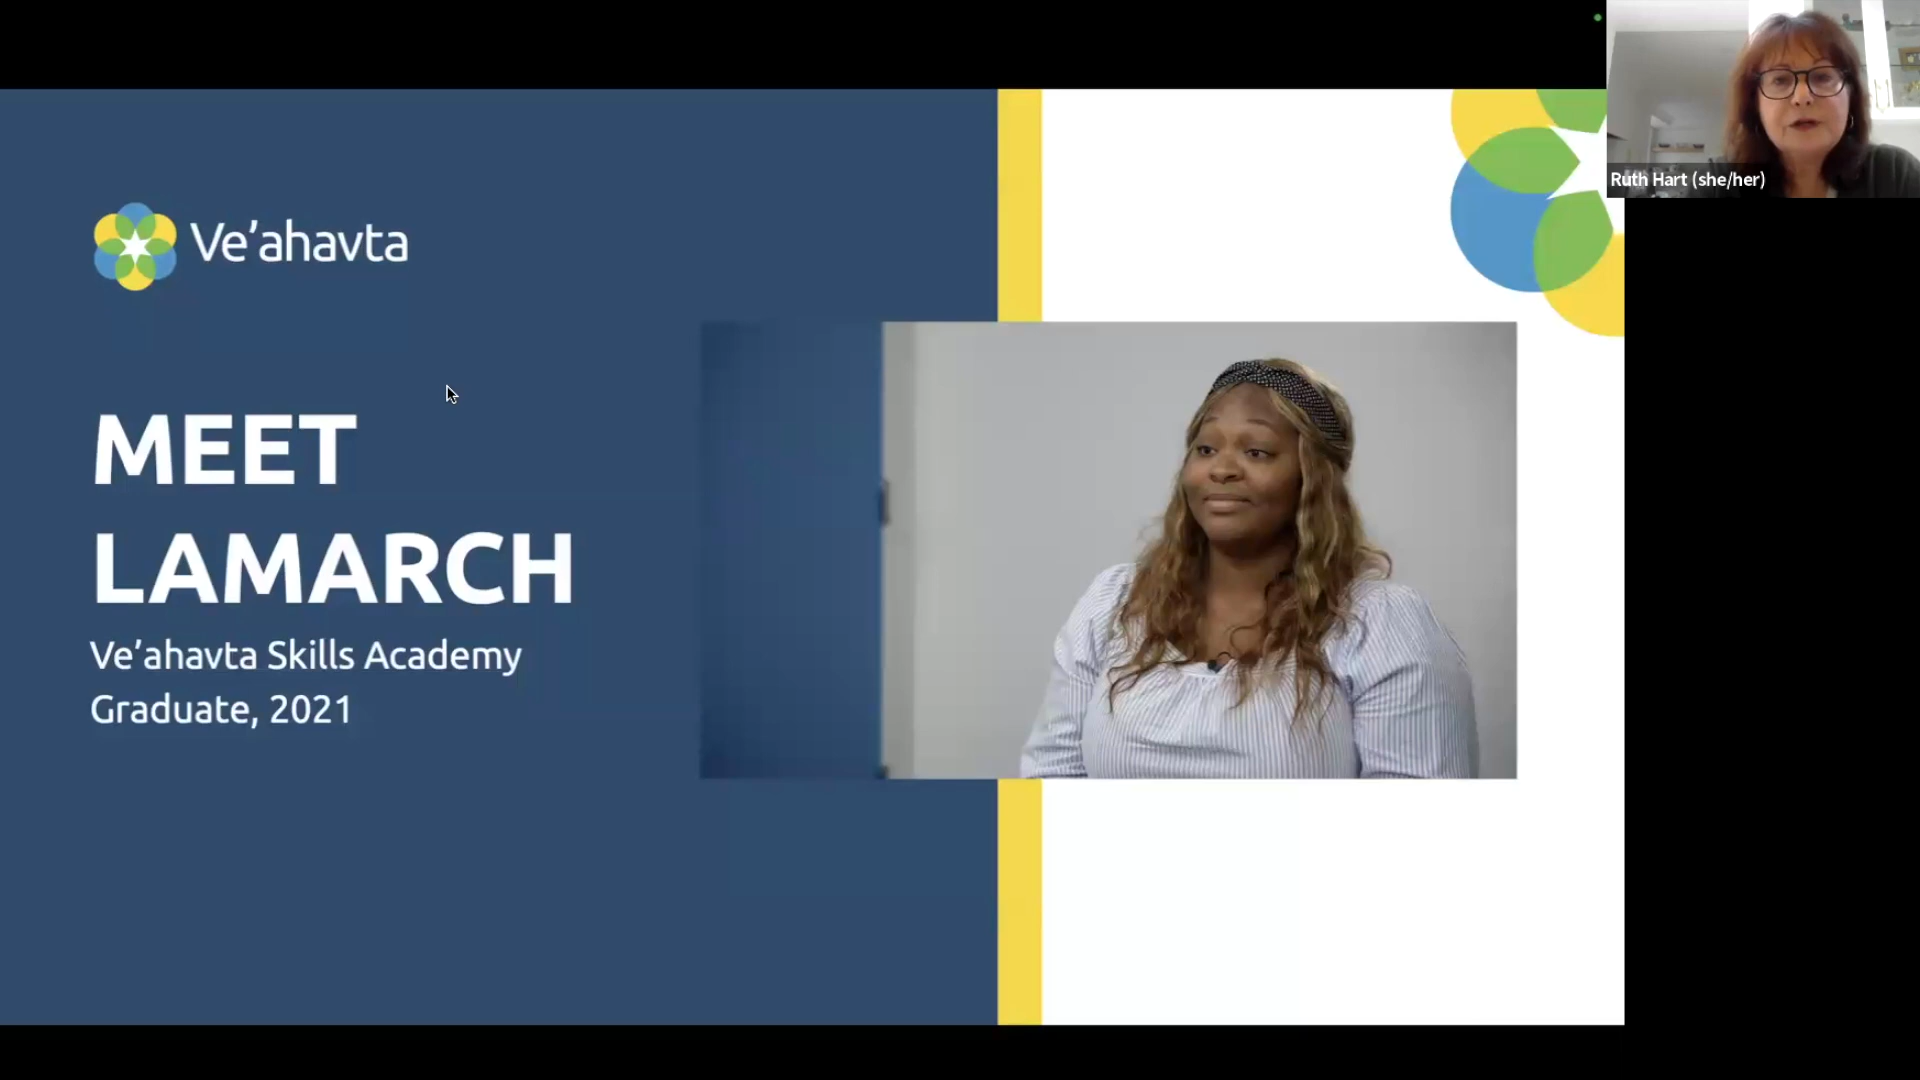 Ve’ahavta
MEET
LAMARCH
Ve’ahavta Skills Academy
Graduate, 2021
Ruth Hart (she/her)